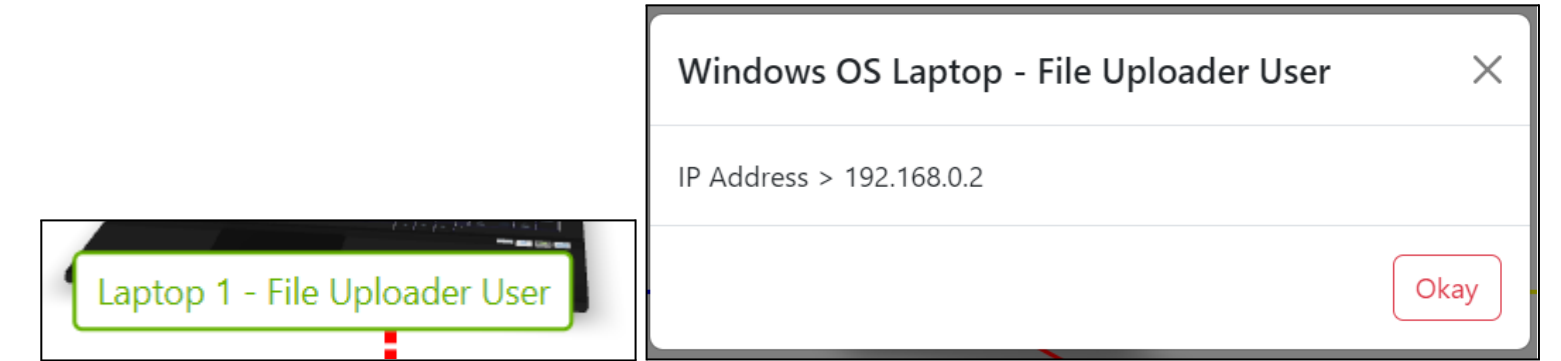 Windows OS Laptop - File Uploader User
IP Address > 192.168.0.2
Okay
Laptop 1 - File Uploader User